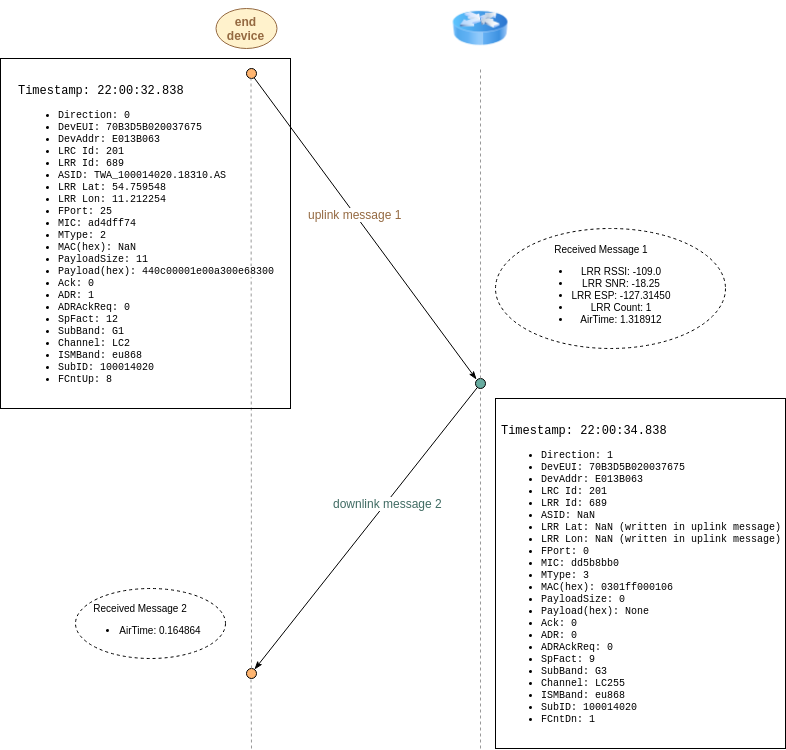 end
device
Timestamp: 22:00:32.838
• Direction: 0
• DevEUI: 70B3D5B020037675
• DevAddr: E013B063
• LRC Id: 201
• LRR Id: 689
• ASID: TWA_100014020.18310.AS
• LRR Lat: 54.759548
• LRR Lon: 11.212254
• FPort: 25
• MIC: ad4dff74
• MType: 2
• MAC(hex): NaN
• PayloadSize: 11
• Payload(hex): 440c00001e00a300e68300
• Ack: 0
• ADR: 1
• ADRAckReq: 0
• SpFact: 12
• SubBand: G1
• Channel: LC2
• ISMBand: eu868
• SubID: 100014020
• FCntUp: 8
uplink message 1
Received Message 1
• LRR RSSI: -109.0
• LRR SNR: -18.25
• LRR ESP: -127.31450
• LRR Count: 1
• AirTime: 1.318912
Timestamp: 22:00:34.838
• Direction: 1
• DevEUI: 70B3D5B020037675
• DevAddr: E013B063
• LRC Id: 201
• LRR Id: 689
• ASID: NaN
• LRR Lat: NaN (written in uplink message)
• LRR Lon: NaN (written in uplink message)
• FPort: 0
• MIC: dd5b8bb0
• MType: 3
• MAC(hex): 0301ff000106
• PayloadSize: 0
• Payload(hex): None
• Ack: 0
• ADR: 0
• ADRAckReq: 0
• SpFact: 9
• SubBand: G3
• Channel: LC255
• ISMBand: eu868
• SubID: 100014020
• FCntDn: 1
downlink message 2
Received Message 2
• AirTime: 0.164864